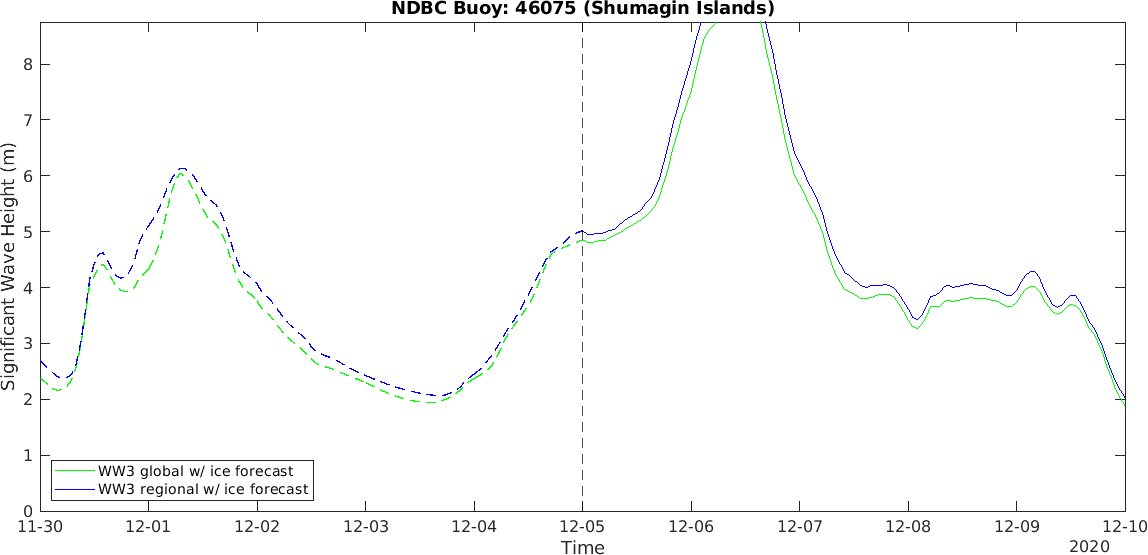 NDBC Buoy: 46075 (Shumagin Islands)
Significant Wave Height (m)
8
7
6
5
4
3
2
1
0
WW3 global w/ ice forecast
WW3 regional w/ ice forecast
11-30 12-01 12-02 12-03 12-04 12-05 12-06 12-07 12-08 12-09 12-10
Time
2020